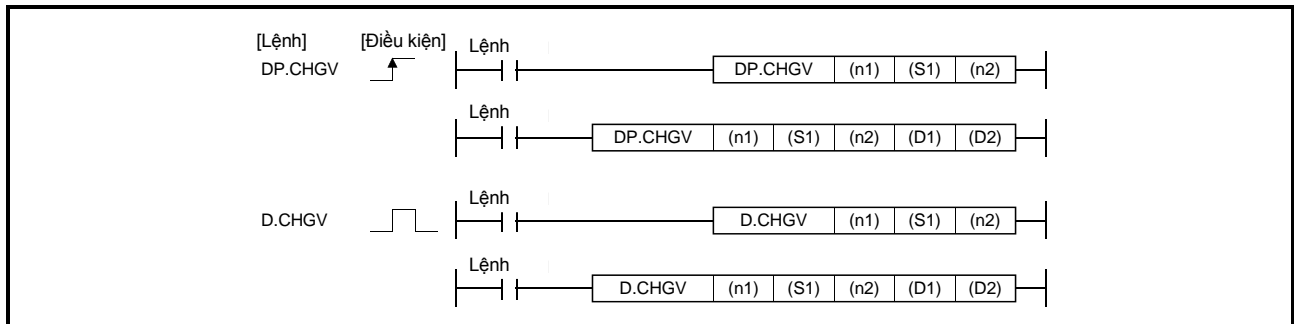 [Lệnh] [Điều kiện] Lệnh
DP.CHGV DP.CHGV (n1) (S1) (n2)
Lệnh
DP.CHGV (n1) (S1) (n2) (D1) (D2)
Lệnh
D.CHGV D.CHGV (n1) (S1) (n2)
Lệnh
D.CHGV (n1) (S1) (n2) (D1) (D2)